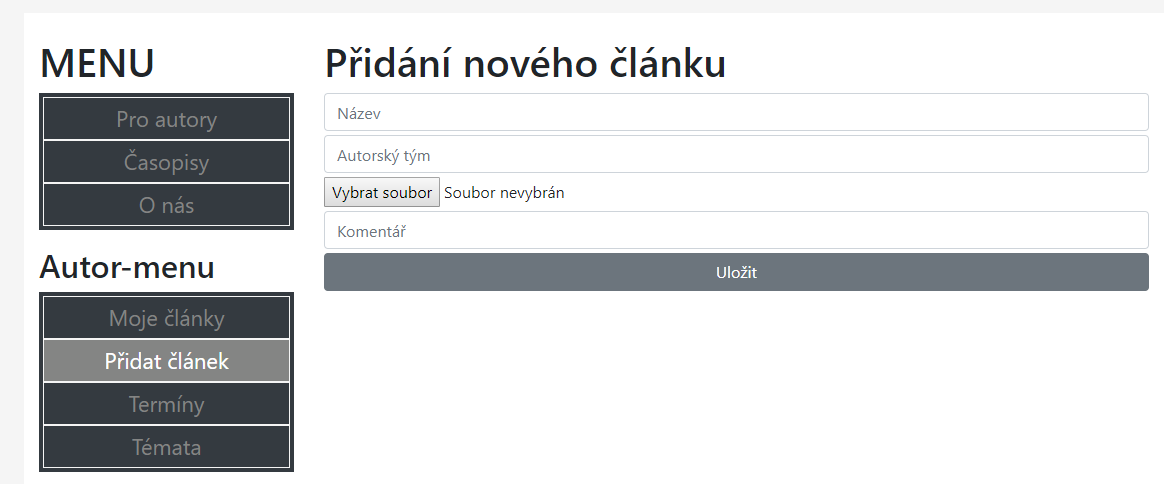 MENU
Pro autory
Časopisy
O nás
Autor-menu
Moje články
Přidat článek
Termíny
Témata
Přidání nového článku
Název
Autorský tým
Vybrat soubor Soubor nevybrán
Komentář
Uložit